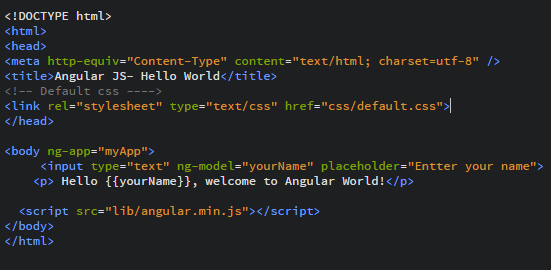 <!DOCTYPE html>
<html>
<head>
<meta http-equiv="Content-Type" content="text/html; charset=utf-8" />
<title>Angular JS- Hello World</title>
<!-- Default css ---->
<link rel="stylesheet" type="text/css" href="css/default.css">
</head>
<body ng-app="myApp">
<input type="text" ng-model="yourName" placeholder="Entter your name">
<p> Hello {{yourName}}, welcome to Angular World!</p>
<script src="lib/angular.min.js"></script>
</body>
</html>